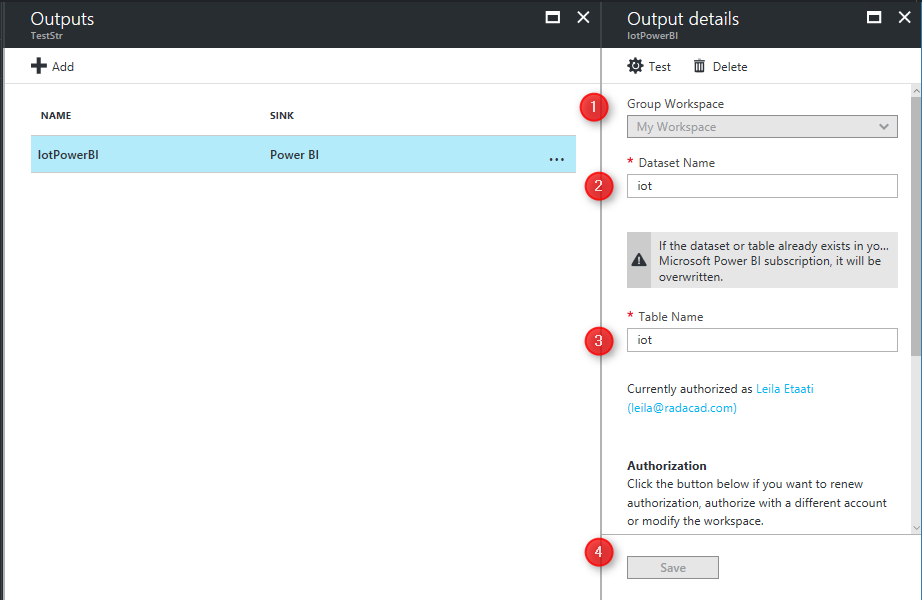 Outputs
TestStr
Add
NAME SINK
IotPowerBI Power BI ...
Output details
IotPowerBI
Test Delete
1
Group Workspace
My Workspace
* Dataset Name
2
iot
If the dataset or table already exists in yo...
Microsoft Power BI subscription, it will be
overwritten.
* Table Name
3
iot
Currently authorized as Leila Etaati
(leila@radacad.com)
Authorization
Click the button below if you want to renew
authorization, authorize with a different account
or modify the workspace.
4
Save